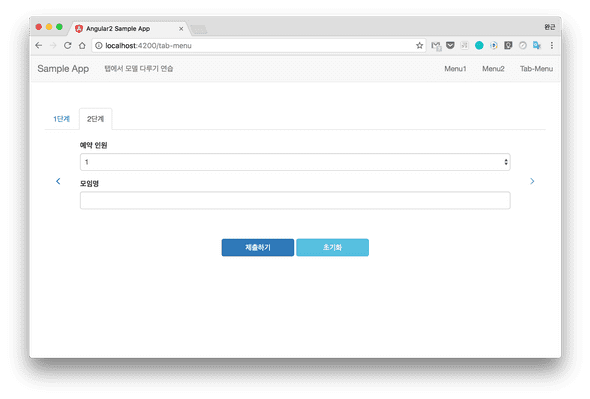 Angular2 Sample App
완근
localhost:4200/tab-menu
Sample App 탭에서 모델 다루기 연습 Menu1 Menu2 Tab-Menu
1단계 2단계
예약 인원
1
모임명
제출하기 초기화